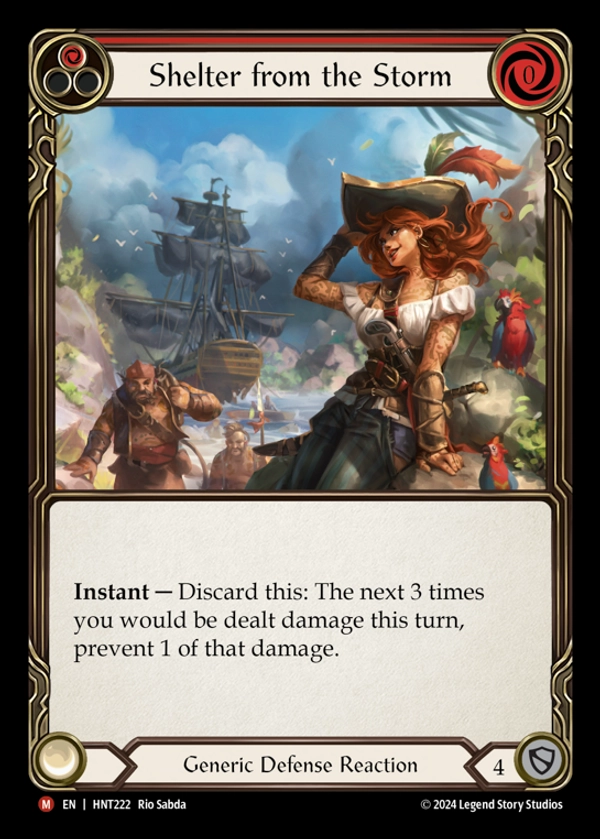 Shelter from the Storm
0
Instant — Discard this: The next 3 times
you would be dealt damage this turn,
prevent 1 of that damage.
Generic Defense Reaction
4
M EN | HNT222 Rio Sabda
© 2024 Legend Story Studios